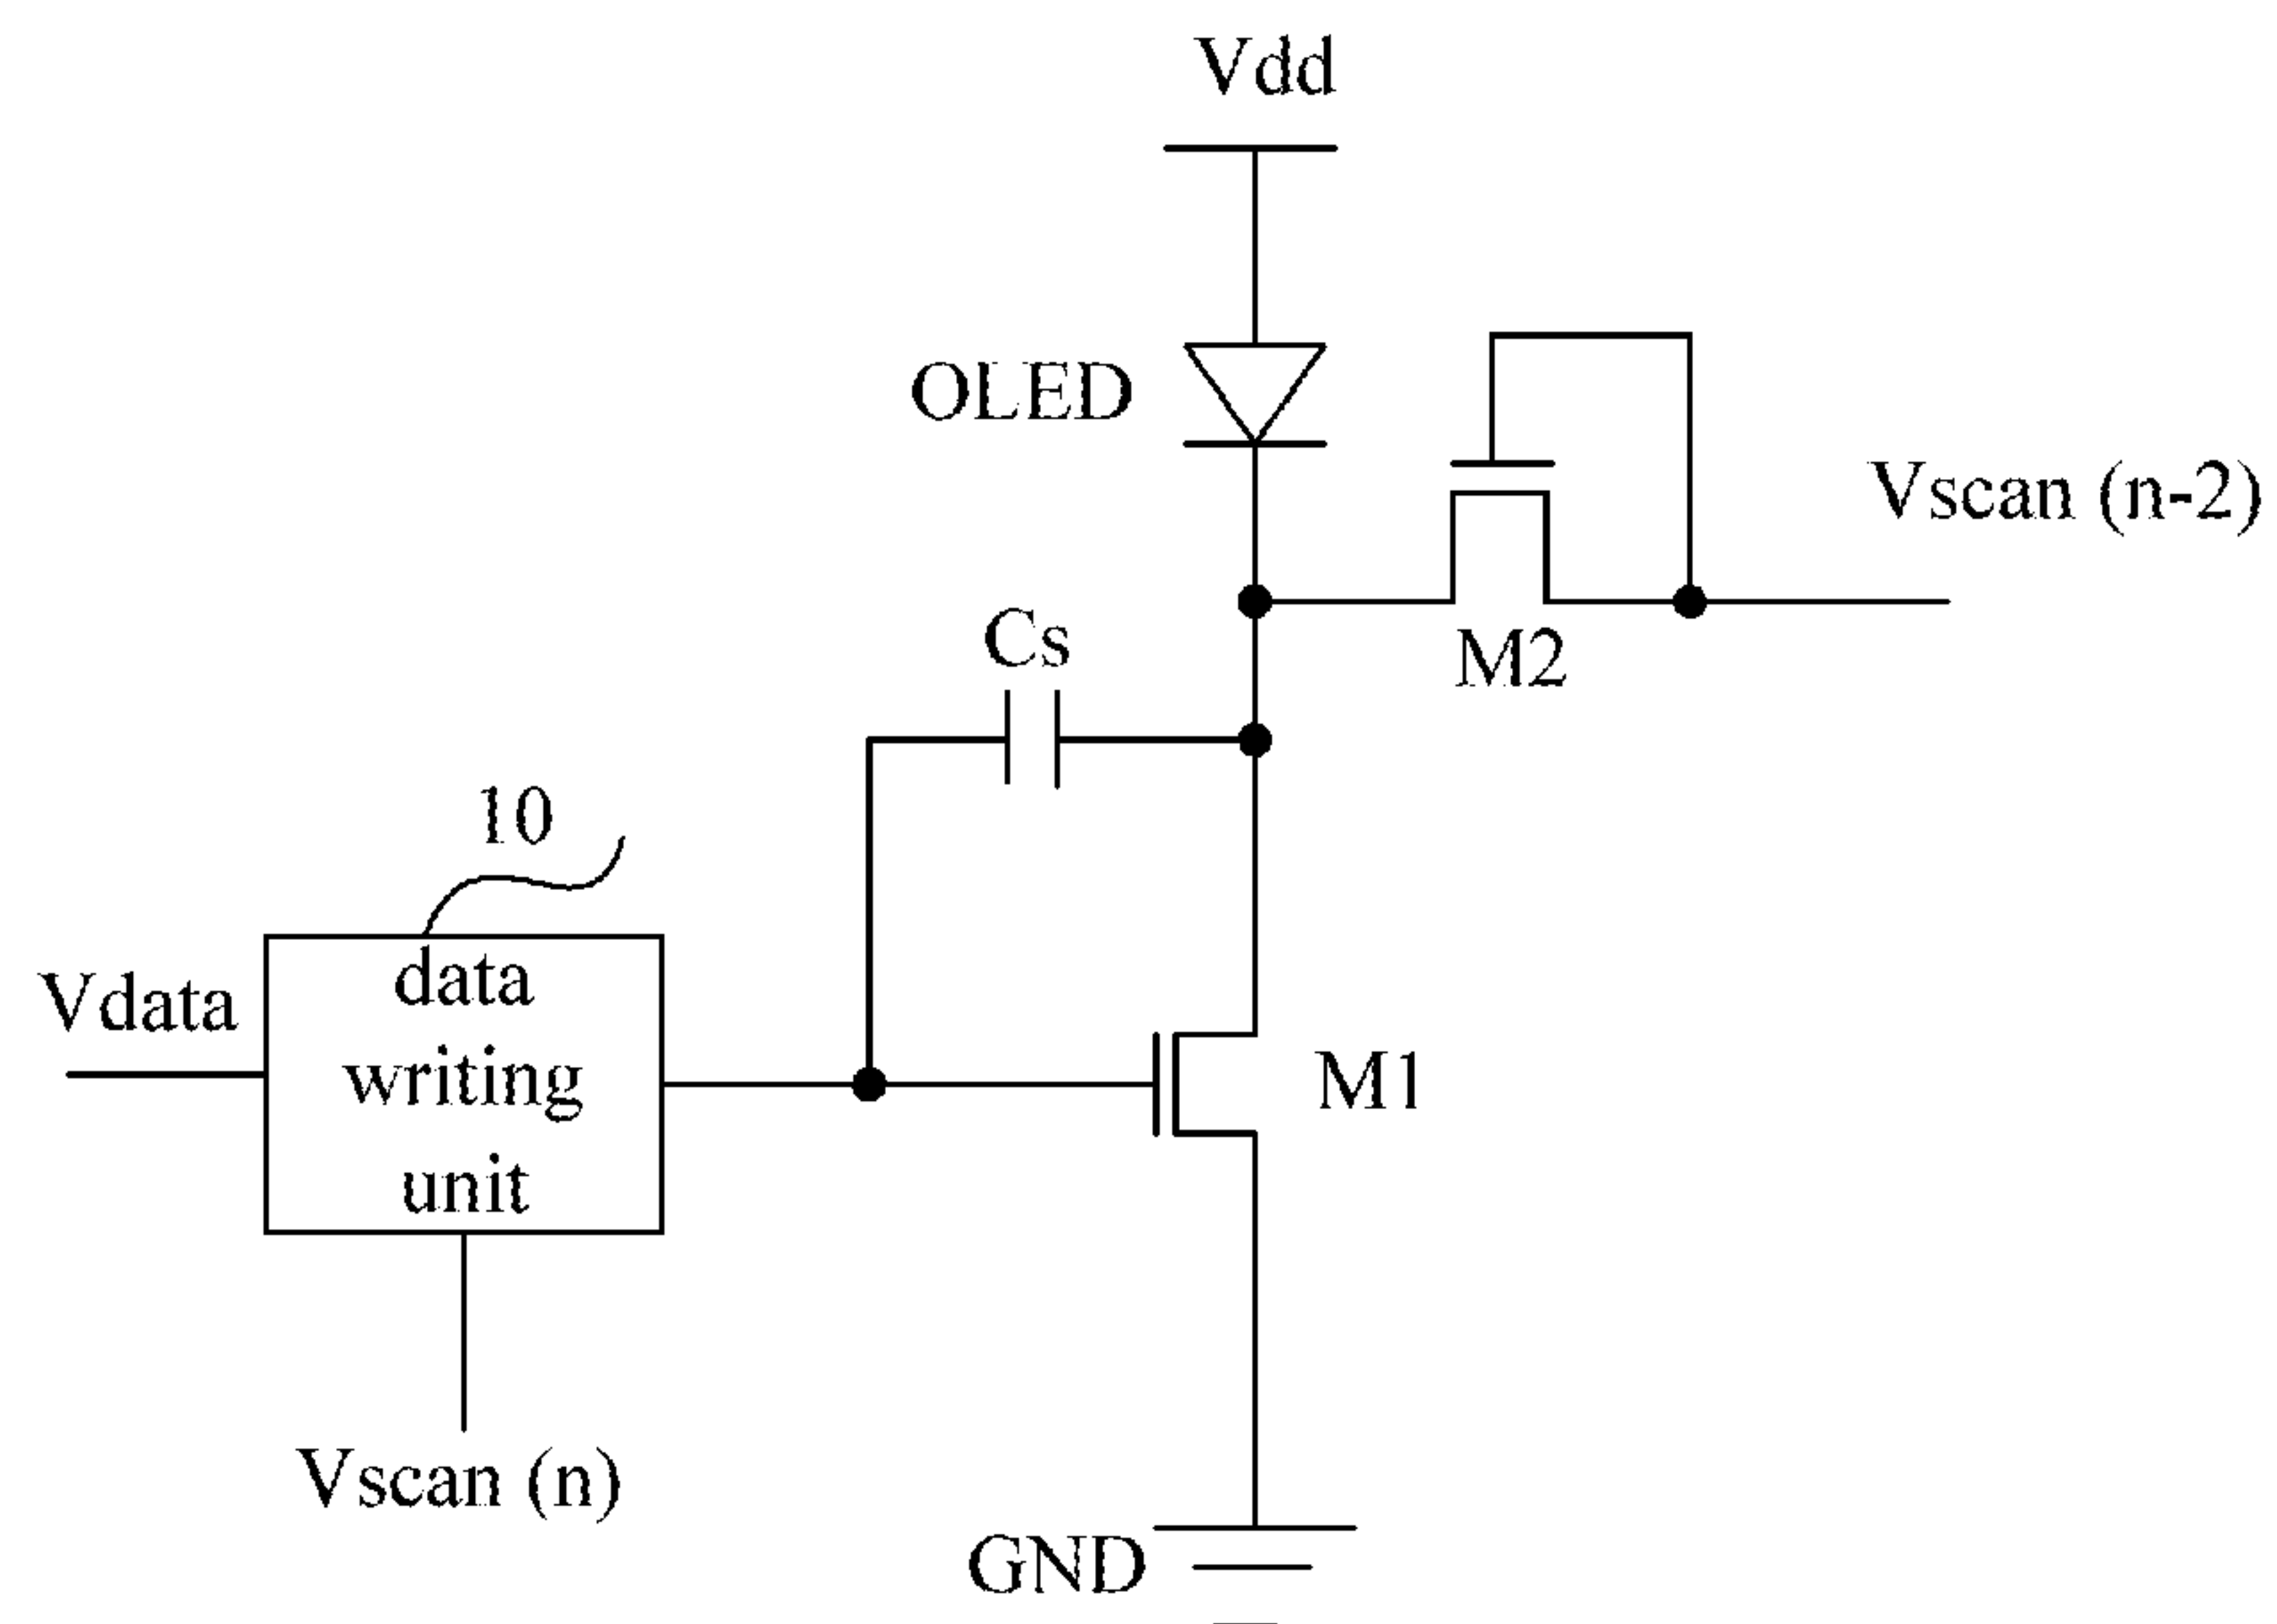 Vdd
OLED
Vscan (n-2)
Cs
M2
10
Vdata
data
writing
unit
M1
Vscan (n)
GND